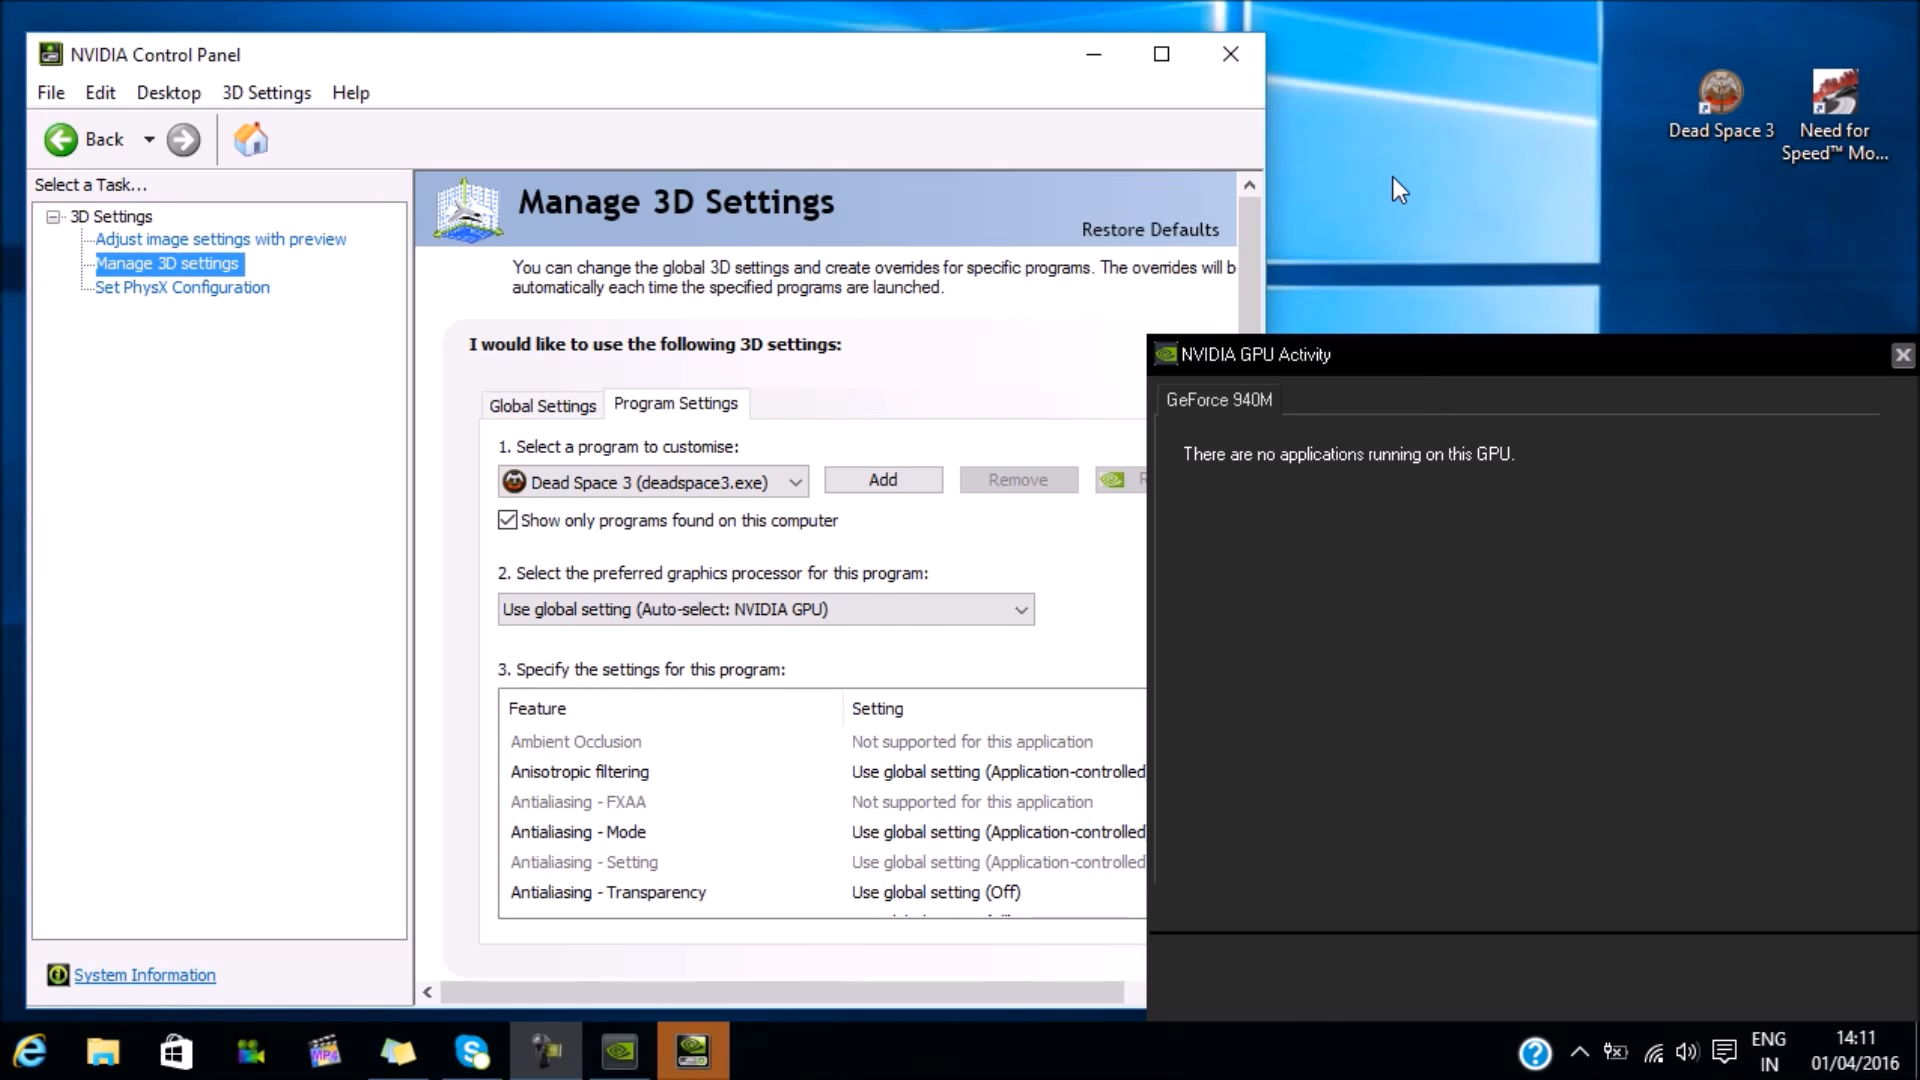 NVIDIA Control Panel
File Edit Desktop 3D Settings Help
Back
Select a Task...
3D Settings
Adjust image settings with preview
Manage 3D settings
Set PhysX Configuration
System Information
Manage 3D Settings
Restore Defaults
You can change the global 3D settings and create overrides for specific programs. The overrides will b
automatically each time the specified programs are launched.
I would like to use the following 3D settings:
Global Settings Program Settings
1. Select a program to customise:
Dead Space 3 (deadspace3.exe) Add Remove R
Show only programs found on this computer
2. Select the preferred graphics processor for this program:
Use global setting (Auto-select: NVIDIA GPU)
3. Specify the settings for this program:
Feature Setting
Ambient Occlusion Not supported for this application
Anisotropic filtering Use global setting (Application-controlled
Antialiasing - FXAA Not supported for this application
Antialiasing - Mode Use global setting (Application-controlled
Antialiasing - Setting Use global setting (Application-controlled
Antialiasing - Transparency Use global setting (Off)
Dead Space 3
Need for
Speed™ Mo...
NVIDIA GPU Activity
GeForce 940M
There are no applications running on this GPU.
MP4
ENG
IN
14:11
01/04/2016